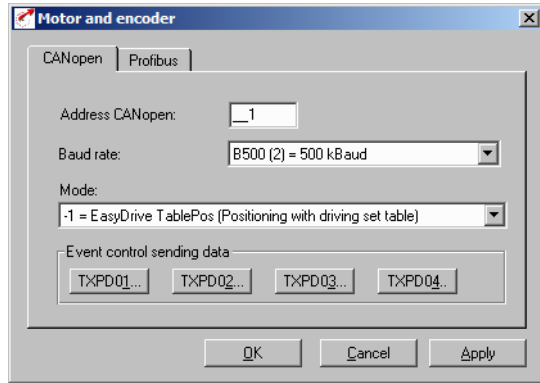 Motor and encoder
CANopen
Profibus
Address CANopen: __1
Baud rate: B500 (2) = 500 kBaud
Mode:
-1 = EasyDrive TablePos (Positioning with driving set table)
Event control sending data
TXPD01... TXPD02... TXPD03... TXPD04..
OK Cancel Apply